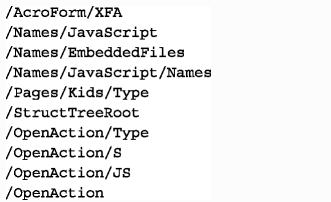 /AcroForm/XFA
/Names/JavaScript
/Names/EmbeddedFiles
/Names/JavaScript/Names
/Pages/Kids/Type
/StructTreeRoot
/OpenAction/Type
/OpenAction/S
/OpenAction/JS
/OpenAction